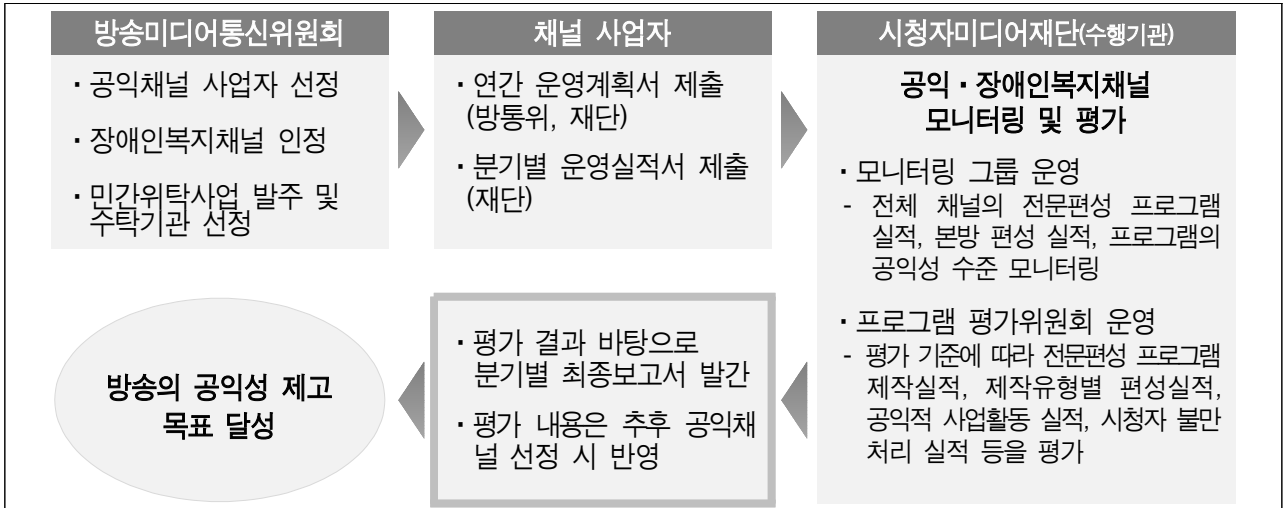 방송미디어통신위원회
· 공익채널 사업자 선정
· 장애인복지채널 인정
· 민간위탁사업 발주 및
수탁기관 선정
채널 사업자
· 연간 운영계획서 제출
(방통위, 재단)
· 분기별 운영실적서 제출
(재단)
시청자미디어재단(수행기관)
공익·장애인복지채널
모니터링 및 평가
· 모니터링 그룹 운영
- 전체 채널의 전문편성 프로그램
실적, 본방 편성 실적, 프로그램의
공익성 수준 모니터링
· 프로그램 평가위원회 운영
- 평가 기준에 따라 전문편성 프로그램
제작실적, 제작유형별 편성실적,
공익적 사업활동 실적, 시청자 불만
처리 실적 등을 평가
· 평가 결과 바탕으로
분기별 최종보고서 발간
· 평가 내용은 추후 공익채
널 선정 시 반영
방송의 공익성 제고
목표 달성